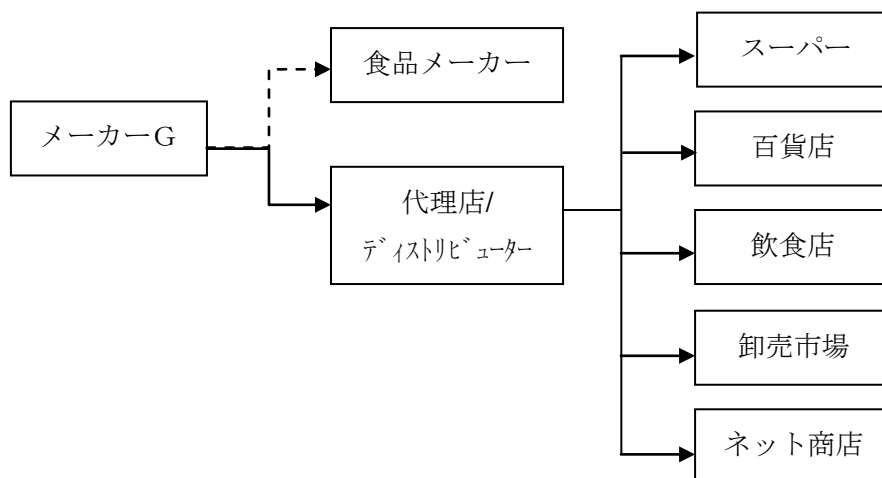 メーカーG
食品メーカー
代理店/
ディストリビューター
スーパー
百貨店
飲食店
卸売市場
ネット商店